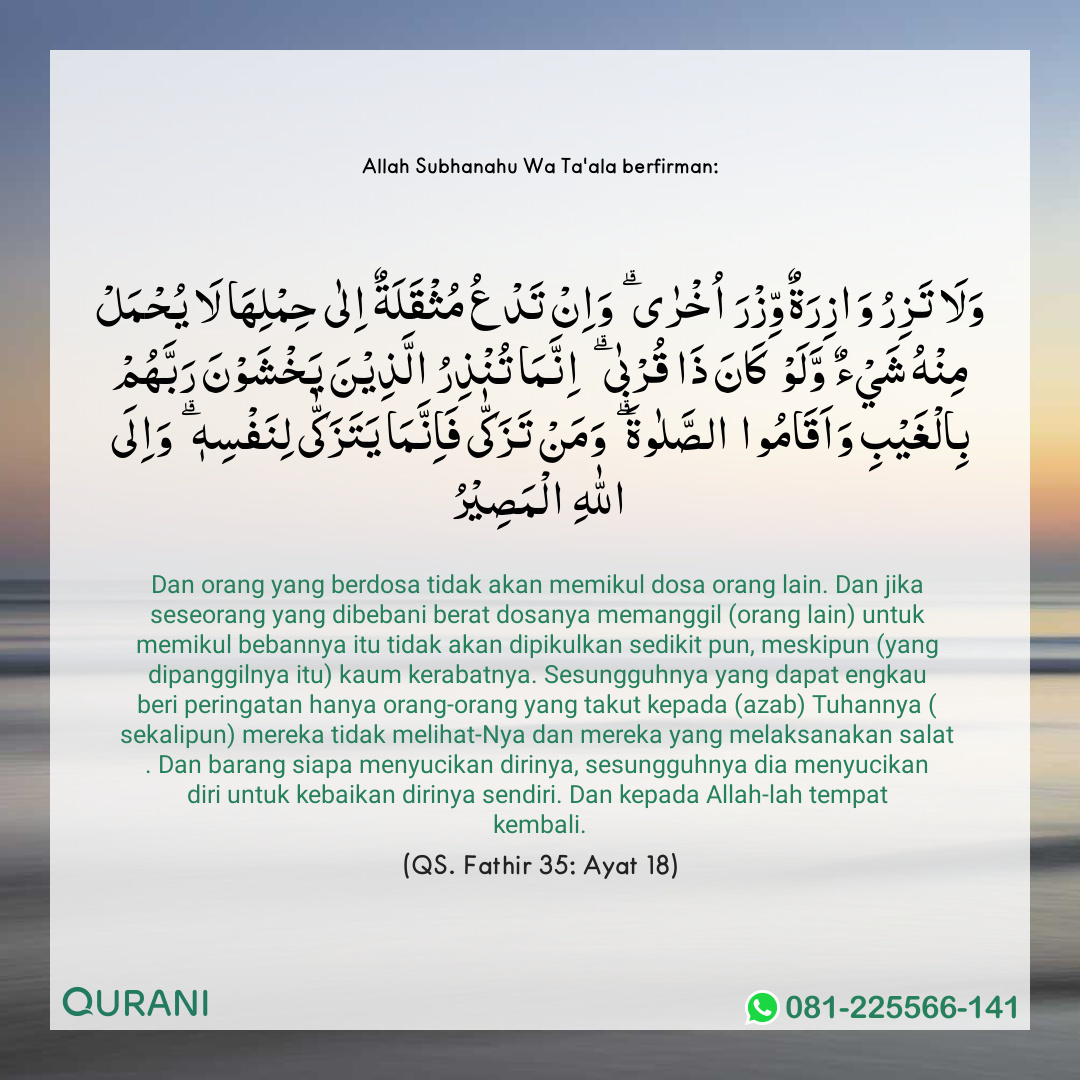 Allah Subhanahu Wa Ta'ala berfirman:
وَلَا تَزِرُ وَازِرَةٌ وِّزْرَ اُخْرٰى ۗ وَاِنْ تَدْعُ مُثْقَلَةٌ اِلٰى حِمْلِهَا لَا يُحْمَلْ
مِنْهُ شَيْءٌ وَّلَوْ كَانَ ذَا قُرْبٰى ۗ اِنَّمَا تُنْذِرُ الَّذِيْنَ يَخْشَوْنَ رَبَّهُمْ
بِالْغَيْبِ وَاَقَامُوا الصَّلٰوةَ ۗ وَمَنْ تَزَكّٰى فَاِنَّمَا يَتَزَكّٰى لِنَفْسِهٖ ۗ وَاِلَى
اللّٰهِ الْمَصِيْرُ
Dan orang yang berdosa tidak akan memikul dosa orang lain. Dan jika
seseorang yang dibebani berat dosanya memanggil (orang lain) untuk
memikul bebannya itu tidak akan dipikulkan sedikit pun, meskipun (yang
dipanggilnya itu) kaum kerabatnya. Sesungguhnya yang dapat engkau
beri peringatan hanya orang-orang yang takut kepada (azab) Tuhannya (
sekalipun) mereka tidak melihat-Nya dan mereka yang melaksanakan salat
. Dan barang siapa menyucikan dirinya, sesungguhnya dia menyucikan
diri untuk kebaikan dirinya sendiri. Dan kepada Allah-lah tempat
kembali.
(QS. Fathir 35: Ayat 18)
QURANI
081-225566-141